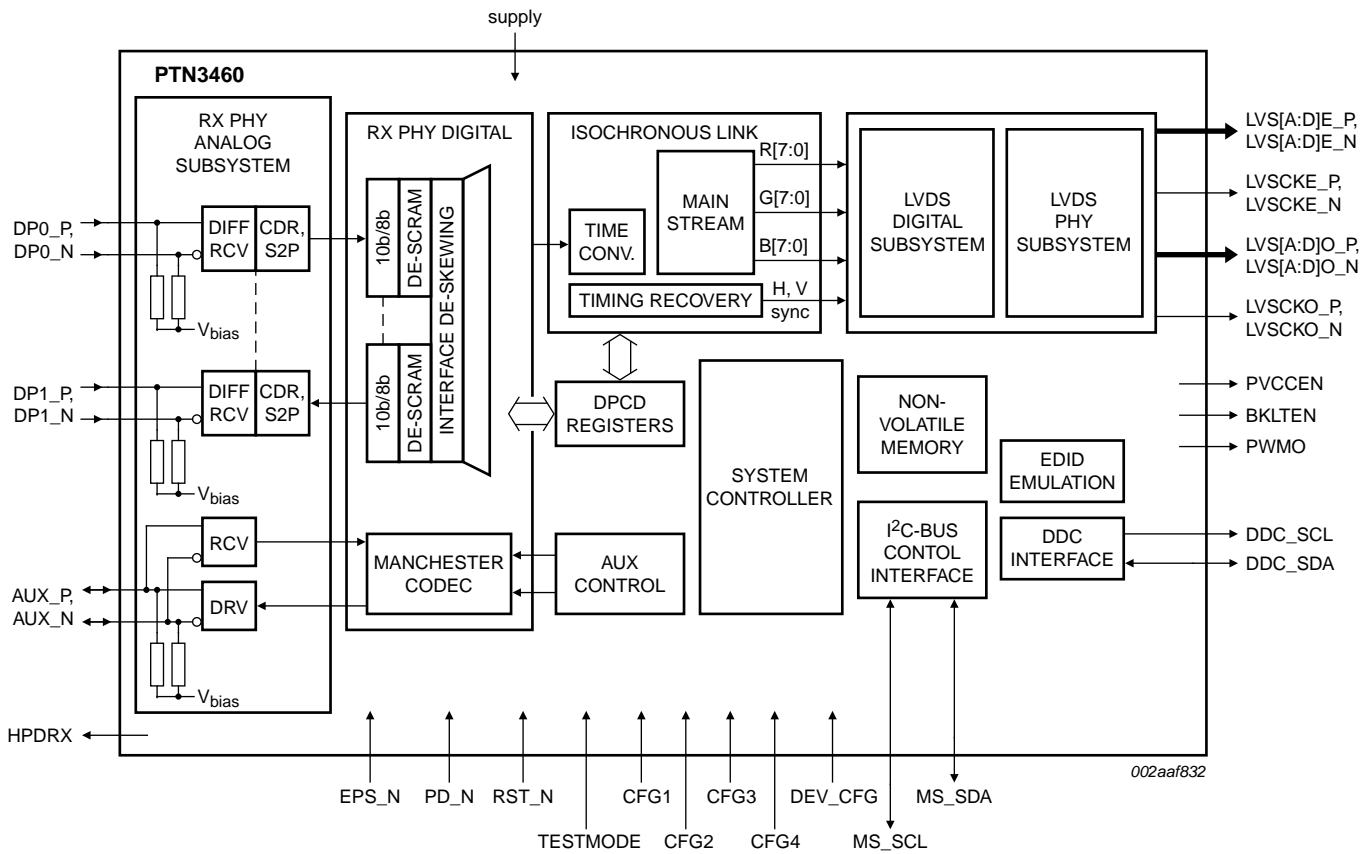 supply
PTN3460
RX PHY
ANALOG
SUBSYSTEM
DP0_P,
DP0_N
DIFF
RCV
CDR,
S2P
Vbias
DP1_P,
DP1_N
DIFF
RCV
CDR,
S2P
Vbias
RCV
AUX_P,
AUX_N
DRV
Vbias
HPDRX
RX PHY DIGITAL
10b/8b
DE-SCRAM
INTERFACE DE-SKEWING
10b/8b
DE-SCRAM
MANCHESTER
CODEC
ISOCHRONOUS LINK
TIME
CONV.
MAIN
STREAM
R[7:0]
G[7:0]
B[7:0]
TIMING RECOVERY
H, V
sync
DPCD
REGISTERS
AUX
CONTROL
LVDS
DIGITAL
SUBSYSTEM
LVDS
PHY
SUBSYSTEM
SYSTEM
CONTROLLER
NON-
VOLATILE
MEMORY
EDID
EMULATION
I2C-BUS
CONTOL
INTERFACE
DDC
INTERFACE
LVS[A:D]E_P,
LVS[A:D]E_N
LVSCKE_P,
LVSCKE_N
LVS[A:D]O_P,
LVS[A:D]O_N
LVSCKO_P,
LVSCKO_N
PVCCEN
BKLTEN
PWMO
DDC_SCL
DDC_SDA
002aaf832
EPS_N
PD_N
RST_N
TESTMODE
CFG1
CFG2
CFG3
CFG4
DEV_CFG
MS_SCL
MS_SDA